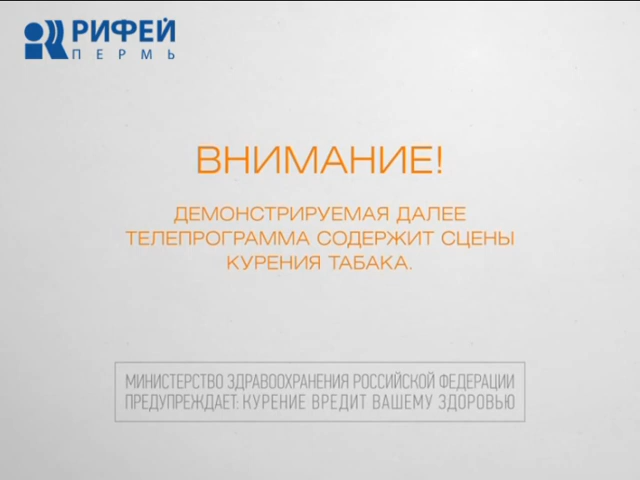 РИФЕЙ
ПЕРМЬ
ВНИМАНИЕ!
ДЕМОНСТРИРУЕМАЯ ДАЛЕЕ
ТЕЛЕПРОГРАММА СОДЕРЖИТ СЦЕНЫ
КУРЕНИЯ ТАБАКА.
МИНИСТЕРСТВО ЗДРАВООХРАНЕНИЯ РОССИЙСКОЙ ФЕДЕРАЦИИ
ПРЕДУПРЕЖДАЕТ: КУРЕНИЕ ВРЕДИТ ВАШЕМУ ЗДОРОВЬЮ